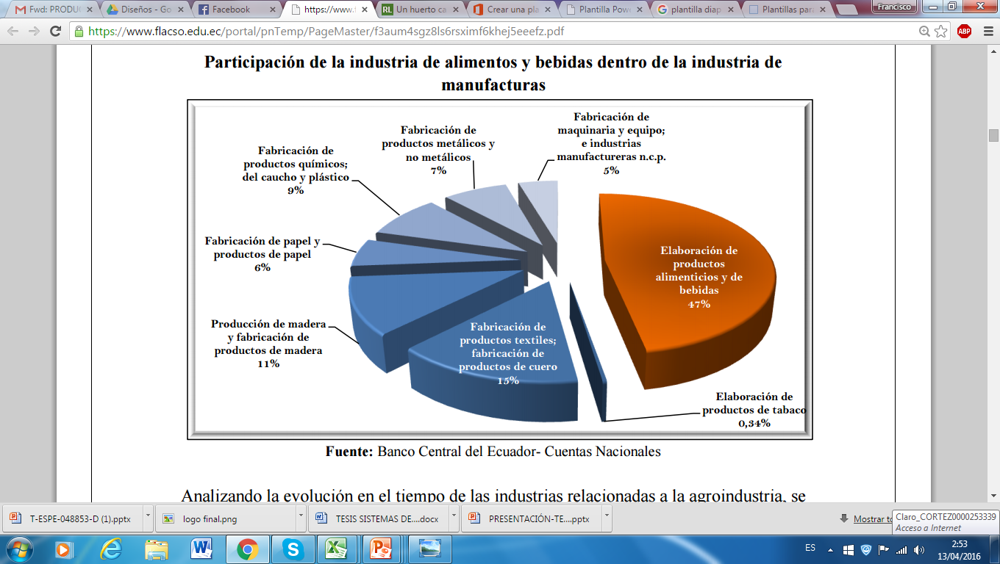 Fwd: PRODUC
Diseños - Go
Facebook
https://www.f
Un huerto ca
Crear una pla
Plantilla Pow
plantilla diap
Plantillas para
Francisco
https://www.flacso.edu.ec/portal/pnTemp/PageMaster/f3aum4sgz8ls6rsximf6khej5eeefz.pdf
ABP
Participación de la industria de alimentos y bebidas dentro de la industria de
manufacturas
Fabricación de
maquinaria y equipo;
e industrias
manufactureras n.c.p.
5%
Fabricación de
productos metálicos y
no metálicos
7%
Fabricación de
productos químicos;
del caucho y plástico
9%
Fabricación de papel y
productos de papel
6%
Producción de madera
y fabricación de
productos de madera
11%
Fabricación de
productos textiles;
fabricación de
productos de cuero
15%
Elaboración de
productos
alimenticios y de
bebidas
47%
Elaboración de
productos de tabaco
0,34%
Fuente: Banco Central del Ecuador- Cuentas Nacionales
Analizando la evolución en el tiempo de las industrias relacionadas a la agroindustria, se
T-ESPE-048853-D (1).pptx
logo final.png
TESIS SISTEMAS DE....docx
PRESENTACIÓN-TE....pptx
Mostrar to
Claro_CORTEZ0000253339
Acceso a Internet
ES
2:53
13/04/2016